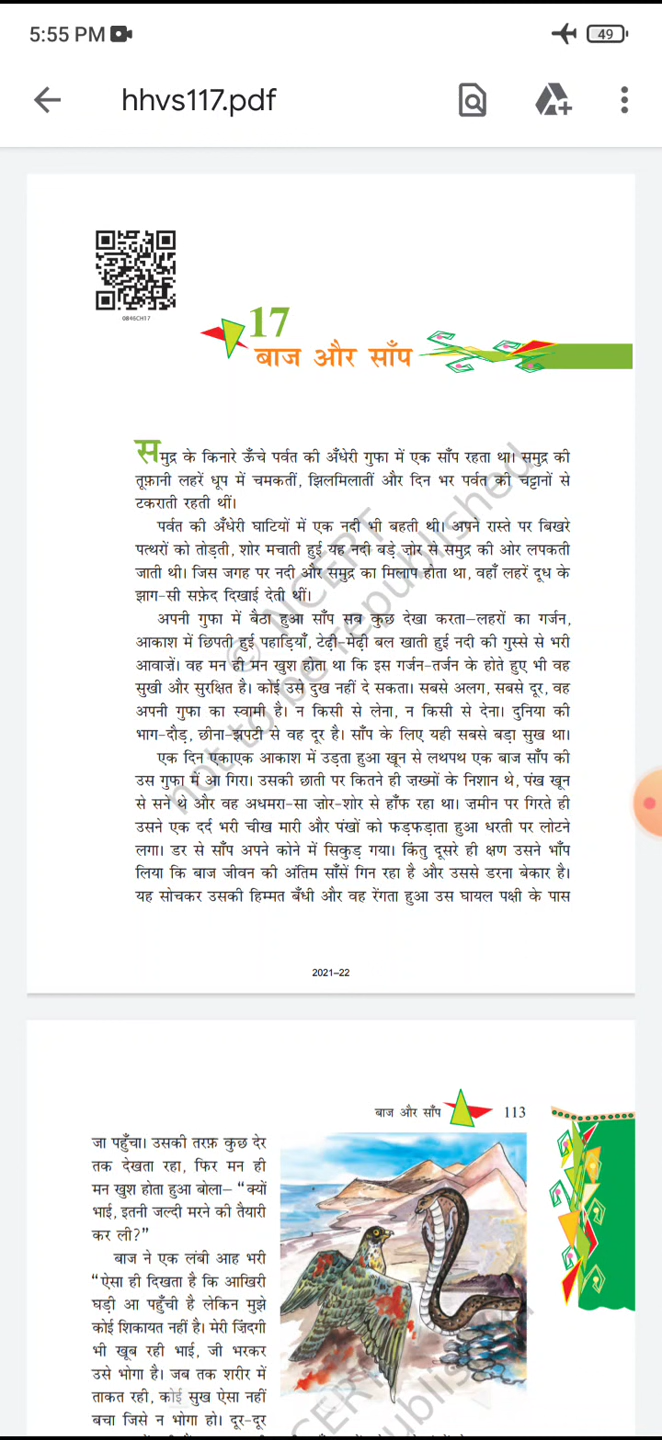 5:55 PM
49
hhvs117.pdf
0846CH17
17
बाज और साँप
समुद्र के किनारे ऊँचे पर्वत की अँधेरी गुफा में एक साँप रहता था। समुद्र की
तूफ़ानी लहरें धूप में चमकतीं, झिलमिलातीं और दिन भर पर्वत की चट्टानों से
टकराती रहती थीं।
पर्वत की अँधेरी घाटियों में एक नदी भी बहती थी। अपने रास्ते पर बिखरे
पत्थरों को तोड़ती, शोर मचाती हुई यह नदी बड़े ज़ोर से समुद्र की ओर लपकती
जाती थी। जिस जगह पर नदी और समुद्र का मिलाप होता था, वहाँ लहरें दूध के
झाग-सी सफ़ेद दिखाई देती थीं।
अपनी गुफा में बैठा हुआ साँप सब कुछ देखा करता–लहरों का गर्जन,
आकाश में छिपती हुई पहाड़ियाँ, टेढ़ी-मेढ़ी बल खाती हुई नदी की गुस्से से भरी
आवाज़ें। वह मन ही मन खुश होता था कि इस गर्जन-तर्जन के होते हुए भी वह
सुखी और सुरक्षित है। कोई उसे दुख नहीं दे सकता। सबसे अलग, सबसे दूर, वह
अपनी गुफा का स्वामी है। न किसी से लेना, न किसी से देना। दुनिया की
भाग-दौड़, छीना-झपटी से वह दूर है। साँप के लिए यही सबसे बड़ा सुख था।
एक दिन एकाएक आकाश में उड़ता हुआ खून से लथपथ एक बाज साँप की
उस गुफा में आ गिरा। उसकी छाती पर कितने ही ज़ख्मों के निशान थे, पंख खून
से सने थे और वह अधमरा-सा ज़ोर-शोर से हाँफ रहा था। ज़मीन पर गिरते ही
उसने एक दर्द भरी चीख मारी और पंखों को फड़फड़ाता हुआ धरती पर लोटने
लगा। डर से साँप अपने कोने में सिकुड़ गया। किंतु दूसरे ही क्षण उसने भाँप
लिया कि बाज जीवन की अंतिम साँसें गिन रहा है और उससे डरना बेकार है।
यह सोचकर उसकी हिम्मत बँधी और वह रेंगता हुआ उस घायल पक्षी के पास
© NCERT
not to be republished
2021–22
बाज और साँप
113
जा पहुँचा। उसकी तरफ़ कुछ देर
तक देखता रहा, फिर मन ही
मन खुश होता हुआ बोला– “क्यों
भाई, इतनी जल्दी मरने की तैयारी
कर ली?”
बाज ने एक लंबी आह भरी
“ऐसा ही दिखता है कि आखिरी
घड़ी आ पहुँची है लेकिन मुझे
कोई शिकायत नहीं है। मेरी ज़िंदगी
भी खूब रही भाई, जी भरकर
उसे भोगा है। जब तक शरीर में
ताकत रही, कोई सुख ऐसा नहीं
बचा जिसे न भोगा हो। दूर-दूर